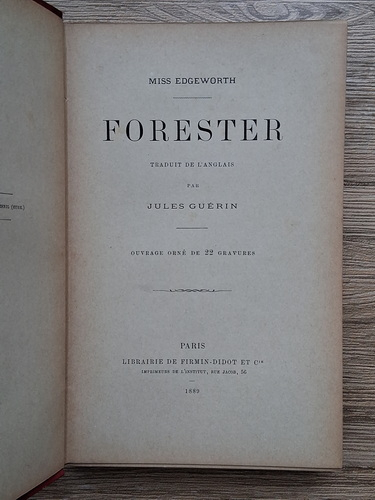 MISS EDGEWORTH
FORESTER
TRADUIT DE L'ANGLAIS
PAR
JULES GUÉRIN
OUVRAGE ORNÉ DE 22 GRAVURES
PARIS
LIBRAIRIE DE FIRMIN-DIDOT ET Cie
IMPRIMEURS DE L'INSTITUT, RUE JACOB, 56
1889